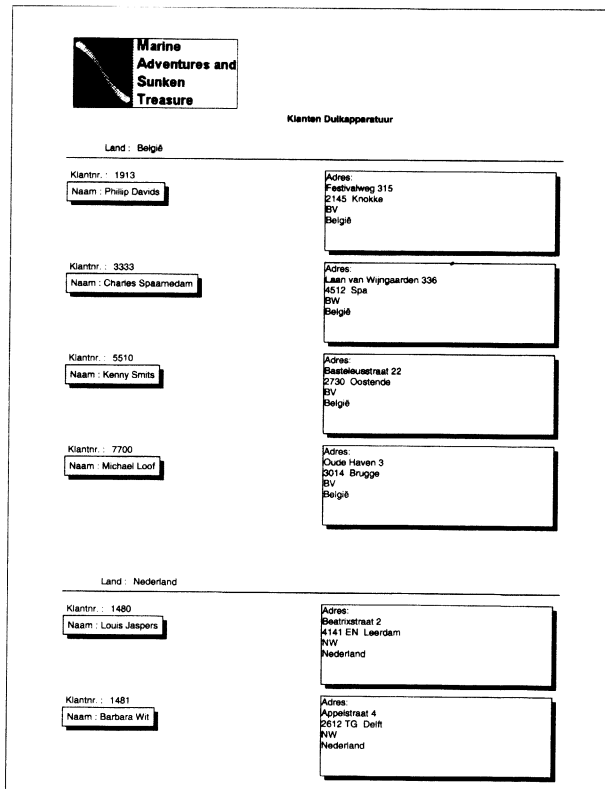 Marine
Adventures and
Sunken
Treasure
Klanten Duikapparatuur
Land : België
Klantnr. : 1913
Naam : Philip Davids
Adres:
Festivalweg 315
2145 Knokke
BV
België
Klantnr. : 3333
Naam : Charles Spaarnedam
Adres:
Laan van Wijngaarden 336
4512 Spa
BW
België
Klantnr. : 5510
Naam : Kenny Smits
Adres:
Basteleusstraat 22
2730 Oostende
BV
België
Klantnr. : 7700
Naam : Michael Loof
Adres:
Oude Haven 3
3014 Brugge
BV
België
Land : Nederland
Klantnr. : 1480
Naam : Louis Jaspers
Adres:
Beatrixstraat 2
4141 EN Leerdam
NW
Nederland
Klantnr. : 1481
Naam : Barbara Wit
Adres:
Appelstraat 4
2612 TG Delft
NW
Nederland